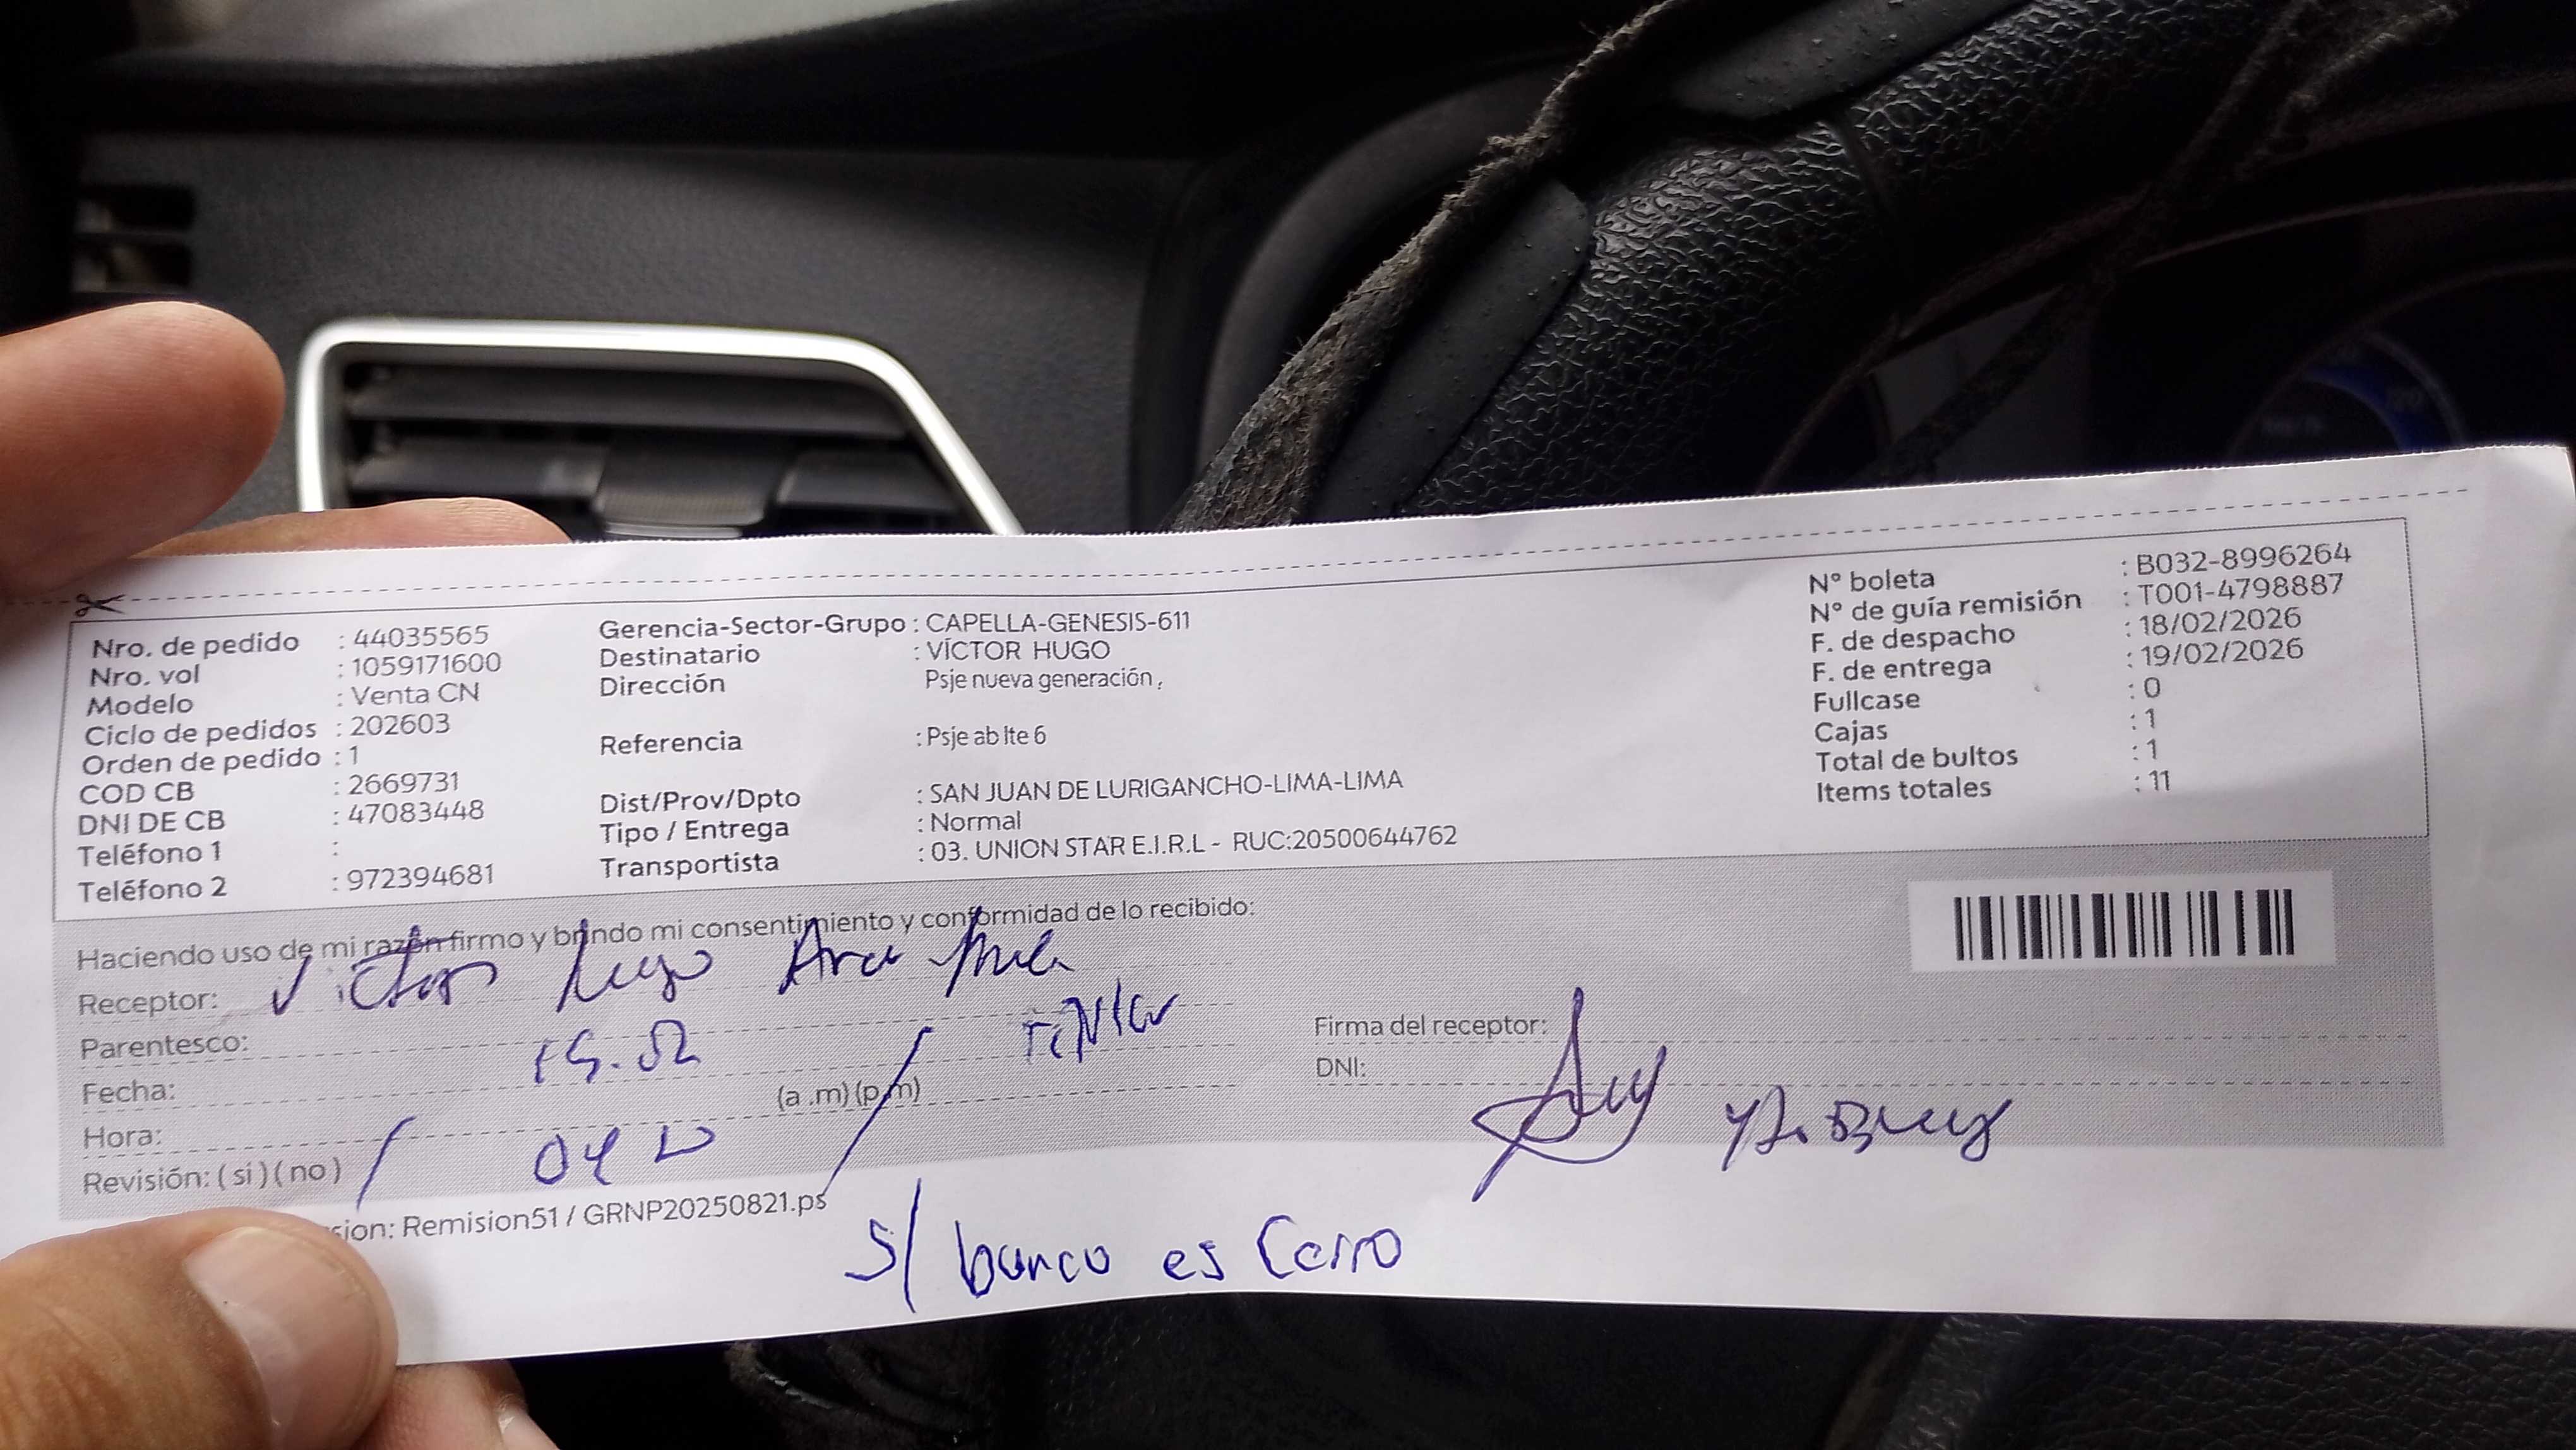 Nro. de pedido : 44035565
Nro. vol : 1059171600
Modelo : Venta CN
Ciclo de pedidos : 202603
Orden de pedido : 1
COD CB : 2669731
DNI DE CB : 47083448
Teléfono 1 :
Teléfono 2 : 972394681
Gerencia-Sector-Grupo : CAPELLA-GENESIS-611
Destinatario : VÍCTOR HUGO
Dirección Psje nueva generación,
Referencia : Psje ab lte 6
Dist/Prov/Dpto : SAN JUAN DE LURIGANCHO-LIMA-LIMA
Tipo / Entrega : Normal
Transportista : 03. UNION STAR E.I.R.L - RUC:20500644762
N° boleta : B032-8996264
N° de guía remisión : T001-4798887
F. de despacho : 18/02/2026
F. de entrega : 19/02/2026
Fullcase : 0
Cajas : 1
Total de bultos : 1
Items totales : 11
Haciendo uso de mi razón firmo y brindo mi consentimiento y conformidad de lo recibido:
Receptor: Victor Hugo
Parentesco: Titular
Fecha:
Hora: (a.m) (p.m)
Revisión: (si) (no)
Firma del receptor:
DNI:
sion: Remision51 / GRNP20250821.ps
S/ banco es Cerro